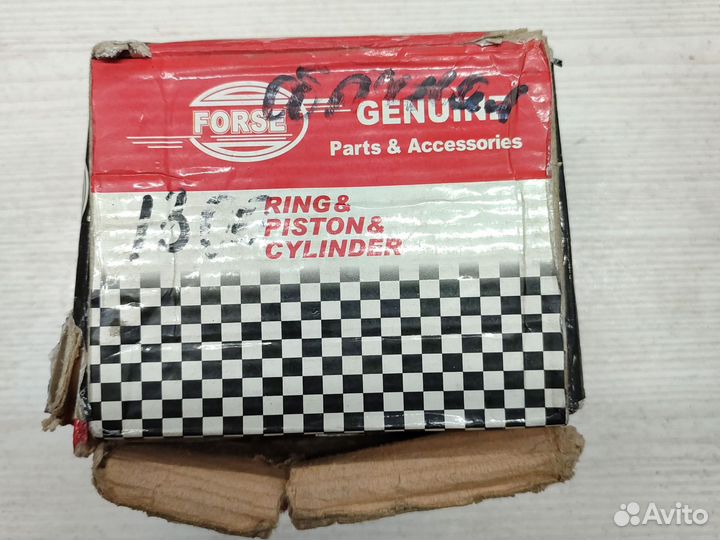 FORSE
GENUINE
Parts & Accessories
RING&
PISTON&
CYLINDER
Avito